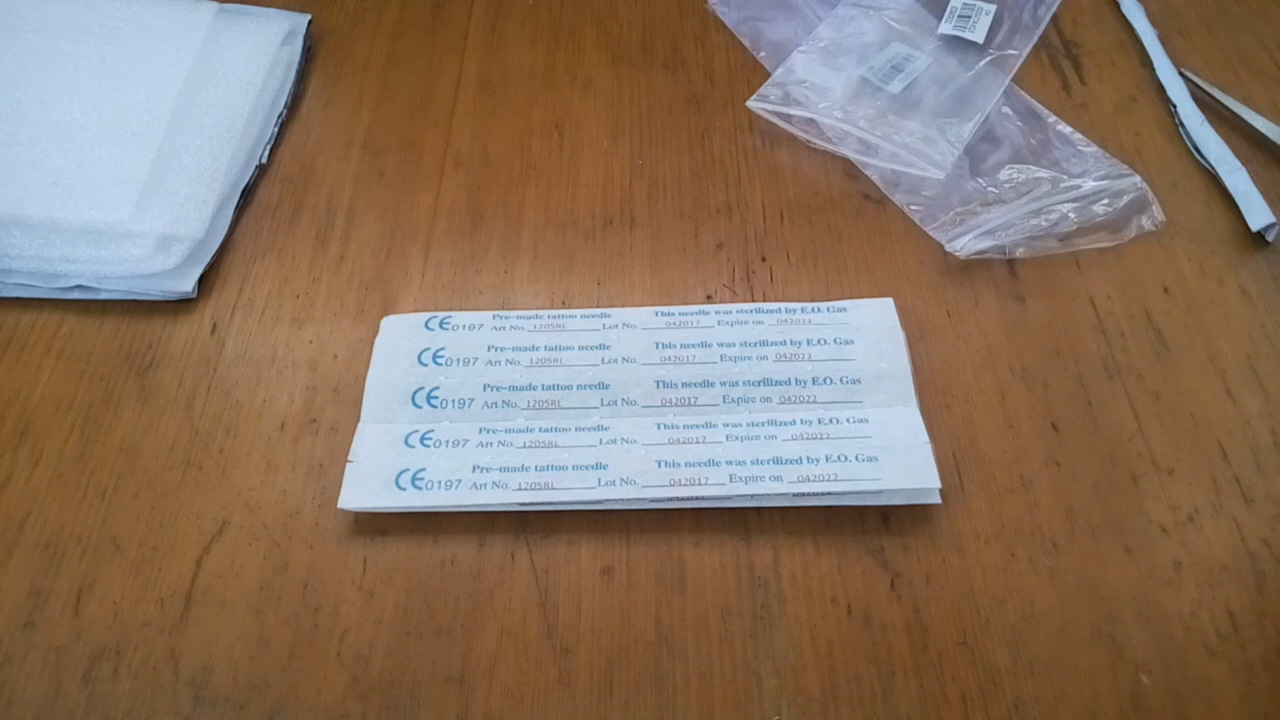 CE0197 Pre-made tattoo needle This needle was sterilized by E.O. Gas
Art No. 1205RL Lot No. 042017 Expire on 042022
CE0197 Pre-made tattoo needle This needle was sterilized by E.O. Gas
Art No. 1205RL Lot No. 042017 Expire on 042022
CE0197 Pre-made tattoo needle This needle was sterilized by E.O. Gas
Art No. 1205RL Lot No. 042017 Expire on 042022
CE0197 Pre-made tattoo needle This needle was sterilized by E.O. Gas
Art No. 1205RL Lot No. 042017 Expire on 042022
CE0197 Pre-made tattoo needle This needle was sterilized by E.O. Gas
Art No. 1205RL Lot No. 042017 Expire on 042022